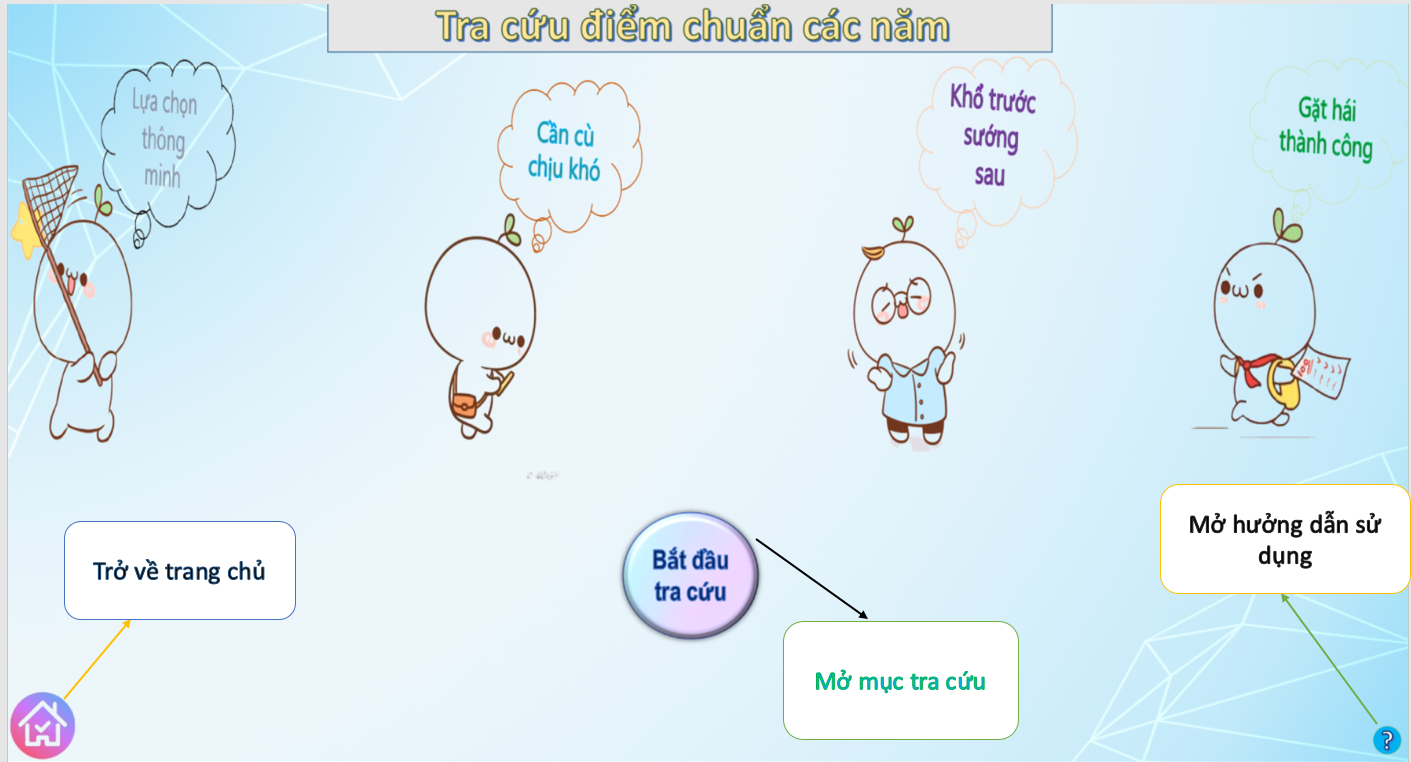 Tra cứu điểm chuẩn các năm
Lựa chọn
thông
minh
Cần cù
chịu khó
Khổ trước
sướng
sau
Gặt hái
thành công
100
Trở về trang chủ
Bắt đầu
tra cứu
Mở mục tra cứu
Mở hưởng dẫn sử
dụng
?